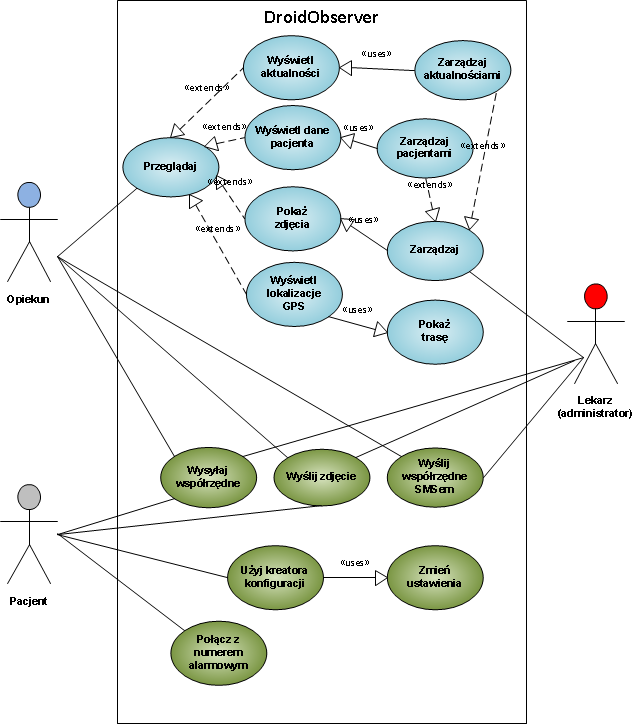 DroidObserver
Wyświetl
aktualności
«uses»
Zarządzaj
aktualnościami
«extends»
«extends»
Wyświetl dane
pacjenta
«uses»
Zarządzaj
pacjentami
«extends»
Przeglądaj
«extends»
«extends»
Pokaż
zdjęcia
«uses»
Zarządzaj
«extends»
Wyświetl
lokalizacje
GPS
«uses»
Pokaż
trasę
Opiekun
Lekarz
(administrator)
Wysyłaj
współrzędne
Wyślij zdjęcie
Wyślij
współrzędne
SMSem
Pacjent
Użyj kreatora
konfiguracji
«uses»
Zmień
ustawienia
Połącz z
numerem
alarmowym